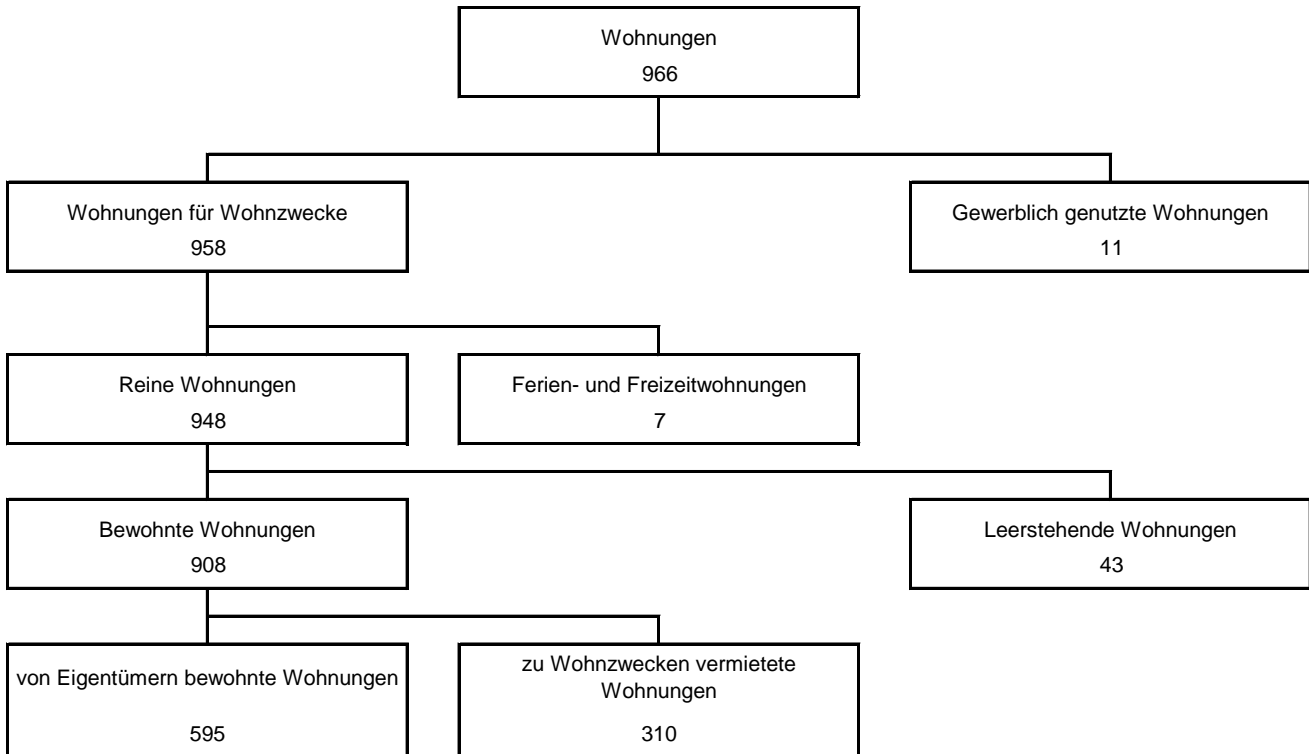 Wohnungen
966
Wohnungen für Wohnzwecke
958
Gewerblich genutzte Wohnungen
11
Reine Wohnungen
948
Ferien- und Freizeitwohnungen
7
Bewohnte Wohnungen
908
Leerstehende Wohnungen
43
von Eigentümern bewohnte Wohnungen
595
zu Wohnzwecken vermietete
Wohnungen
310